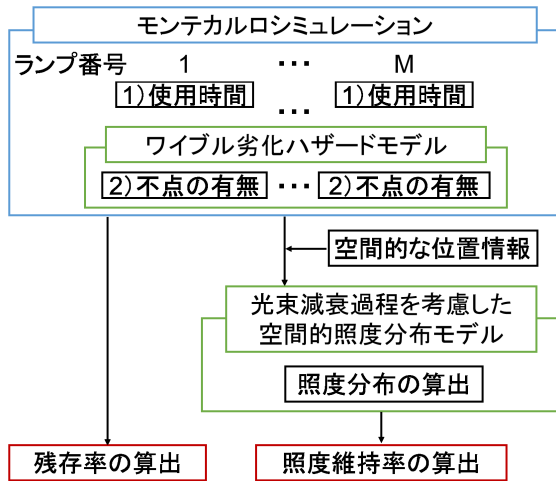 モンテカルロシミュレーション
ランプ番号 1 ・・・ M
1)使用時間 ・・・ 1)使用時間
ワイブル劣化ハザードモデル
2)不点の有無 ・・・ 2)不点の有無
空間的な位置情報
光束減衰過程を考慮した
空間的照度分布モデル
照度分布の算出
残存率の算出 照度維持率の算出